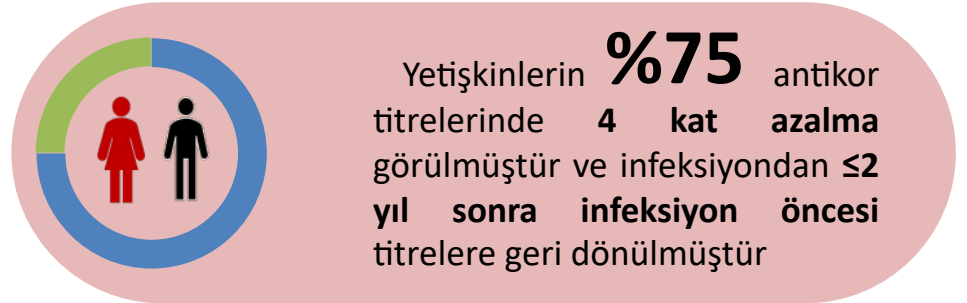 Yetişkinlerin %75 antikor
titrelerinde 4 kat azalma
görülmüştür ve infeksiyondan ≤2
yıl sonra infeksiyon öncesi
titrelere geri dönülmüştür